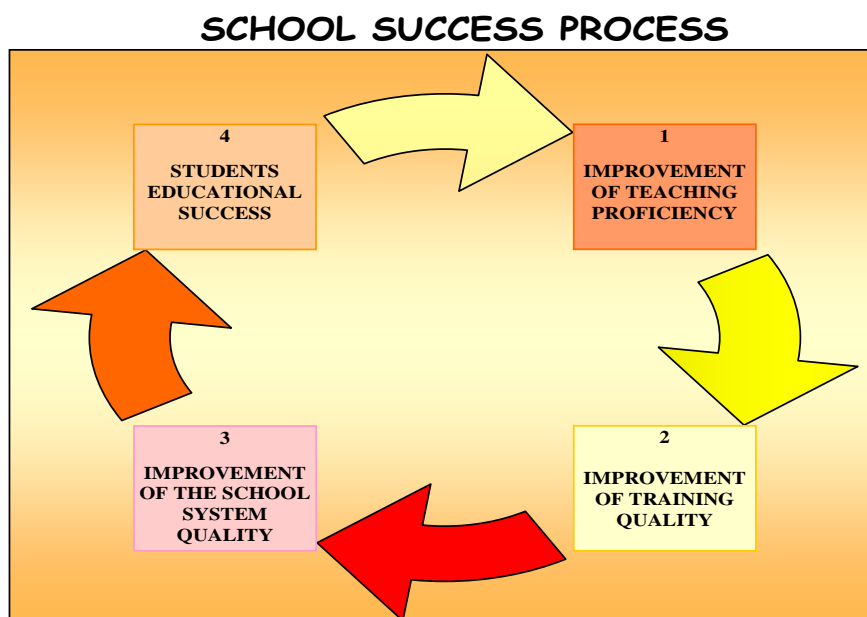 SCHOOL SUCCESS PROCESS
4
STUDENTS
EDUCATIONAL
SUCCESS
1
IMPROVEMENT
OF TEACHING
PROFICIENCY
3
IMPROVEMENT
OF THE SCHOOL
SYSTEM
QUALITY
2
IMPROVEMENT
OF TRAINING
QUALITY